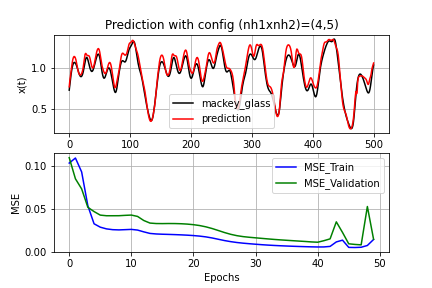 Prediction with config (nh1xnh2)=(4,5)
x(t)
1.0
0.5
mackey_glass
prediction
0 100 200 300 400 500
MSE
0.10
0.05
0.00
MSE_Train
MSE_Validation
0 10 20 30 40 50
Epochs